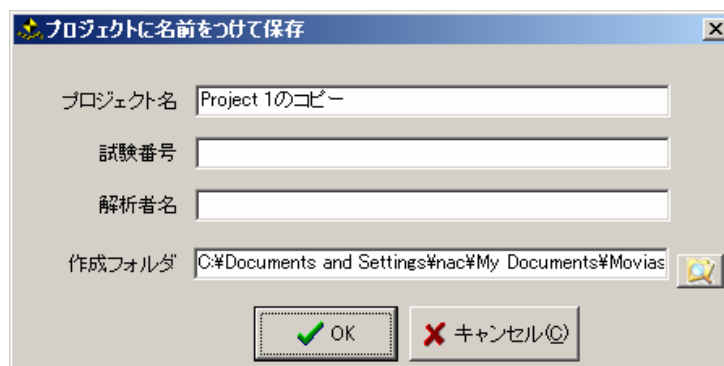 プロジェクトに名前をつけて保存
プロジェクト名 Project 1のコピー
試験番号
解析者名
作成フォルダ C:¥Documents and Settings¥nac¥My Documents¥Movias
OK キャンセル(C)